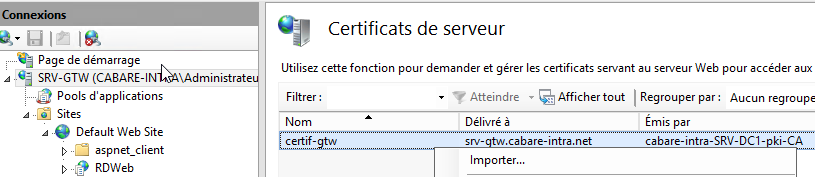 Connexions
Page de démarrage
SRV-GTW (CABARE-INTRA\Administrateu
Pools d'applications
Sites
Default Web Site
aspnet_client
RDWeb
Certificats de serveur
Utilisez cette fonction pour demander et gérer les certificats servant au serveur Web pour accéder aux
Filtrer : Atteindre Afficher tout Regrouper par : Aucun regroupe
Nom Délivré à Émis par
certif-gtw srv-gtw.cabare-intra.net cabare-intra-SRV-DC1-pki-CA
Importer...